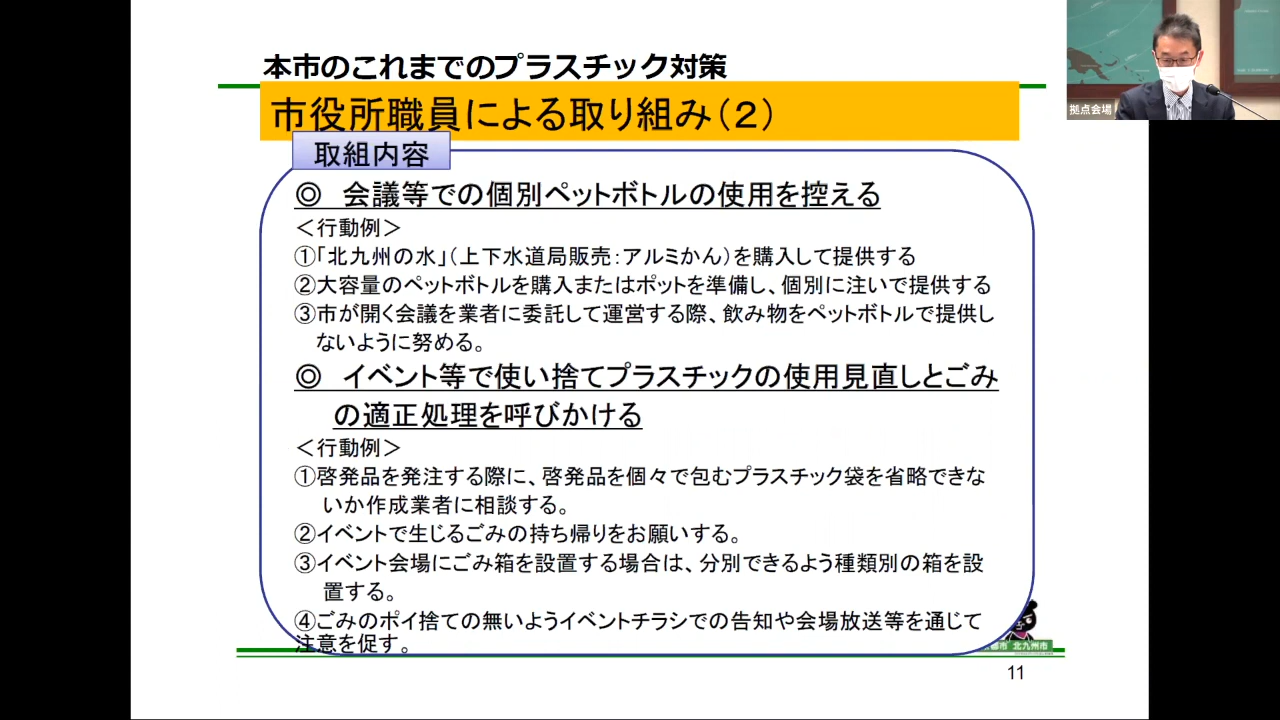 本市のこれまでのプラスチック対策
市役所職員による取り組み(2)
取組内容
◎ 会議等での個別ペットボトルの使用を控える
<行動例>
①「北九州の水」(上下水道局販売:アルミかん)を購入して提供する
②大容量のペットボトルを購入またはポットを準備し、個別に注いで提供する
③市が開く会議を業者に委託して運営する際、飲み物をペットボトルで提供し
ないように努める。
◎ イベント等で使い捨てプラスチックの使用見直しとごみ
の適正処理を呼びかける
<行動例>
①啓発品を発注する際に、啓発品を個々で包むプラスチック袋を省略できな
いか作成業者に相談する。
②イベントで生じるごみの持ち帰りをお願いする。
③イベント会場にごみ箱を設置する場合は、分別できるよう種類別の箱を設
置する。
④ごみのポイ捨ての無いようイベントチラシでの告知や会場放送等を通じて
注意を促す。
都市 北九州市
11
拠点会場